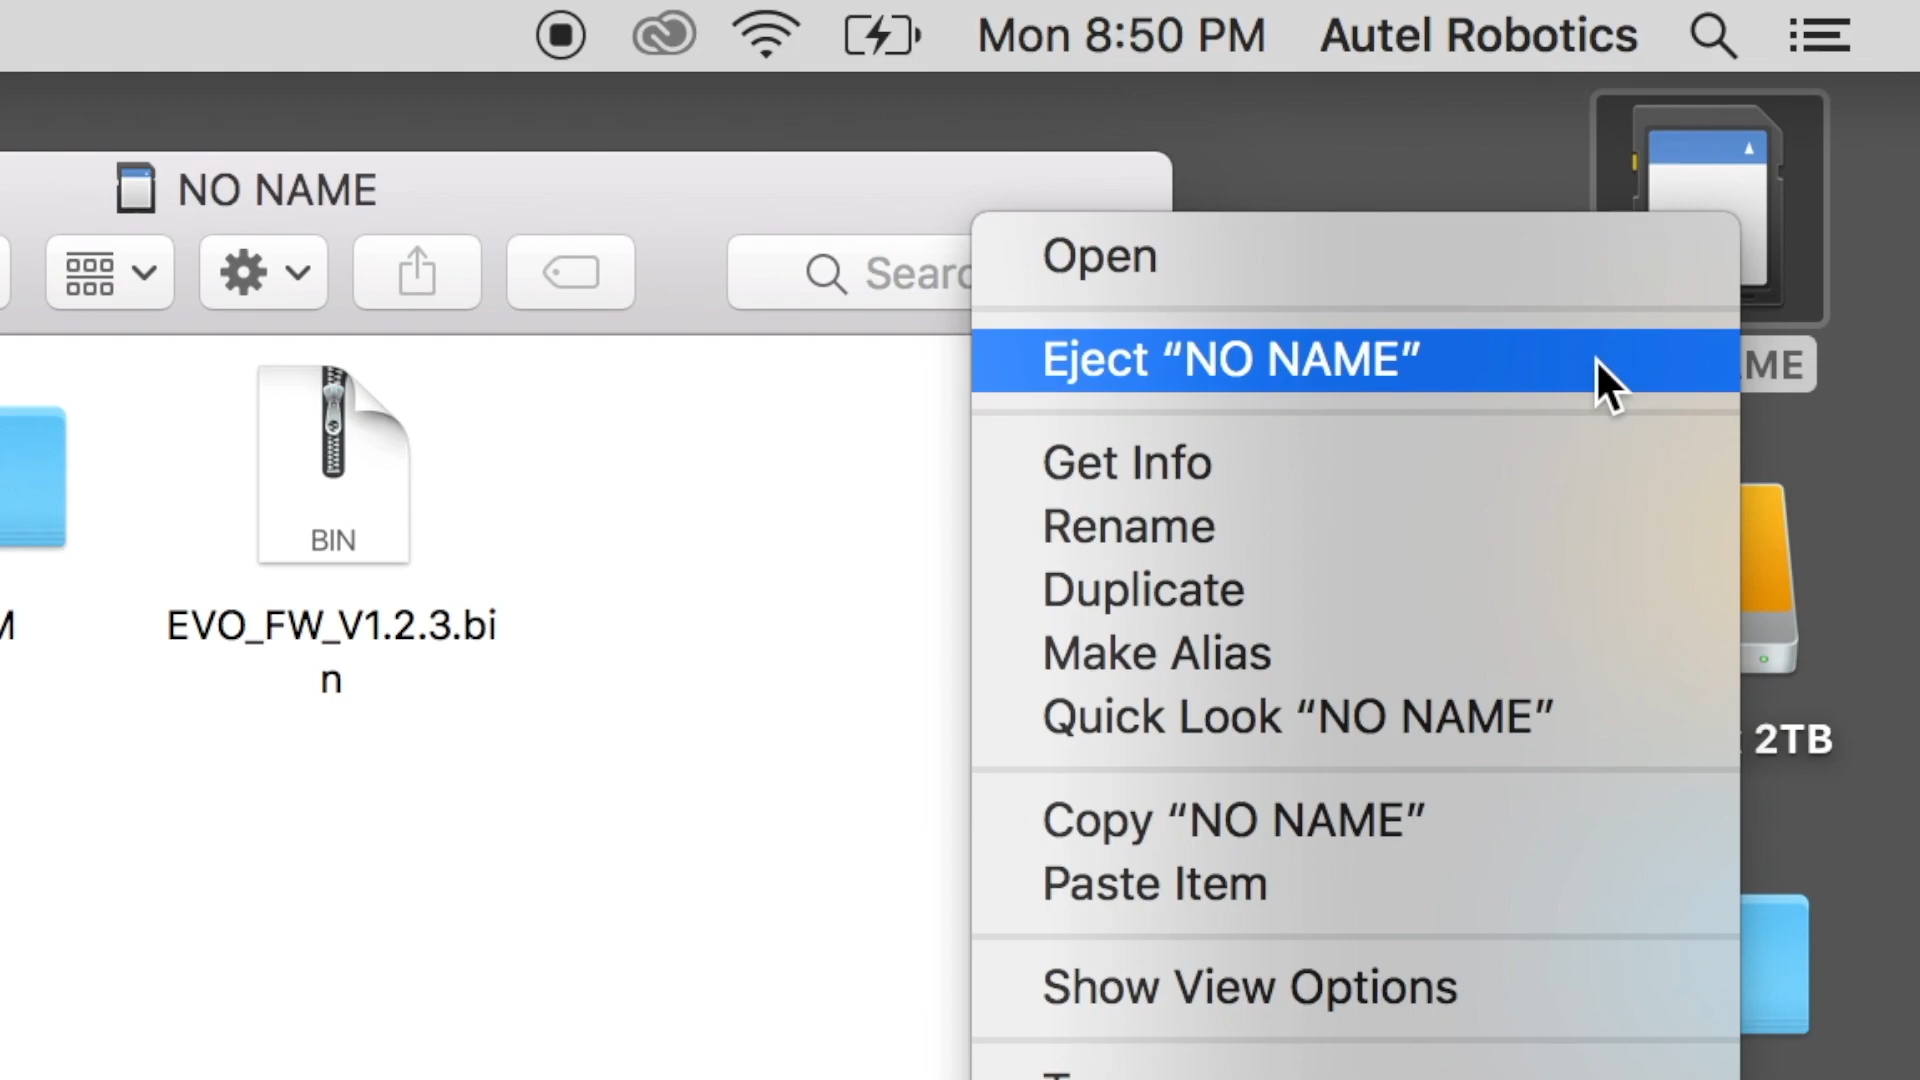 Mon 8:50 PM Autel Robotics
NO NAME
Searc
Open
Eject “NO NAME”
ME
Get Info
Rename
BIN
Duplicate
EVO_FW_V1.2.3.bi
n
M
Make Alias
Quick Look “NO NAME”
2TB
Copy “NO NAME”
Paste Item
Show View Options